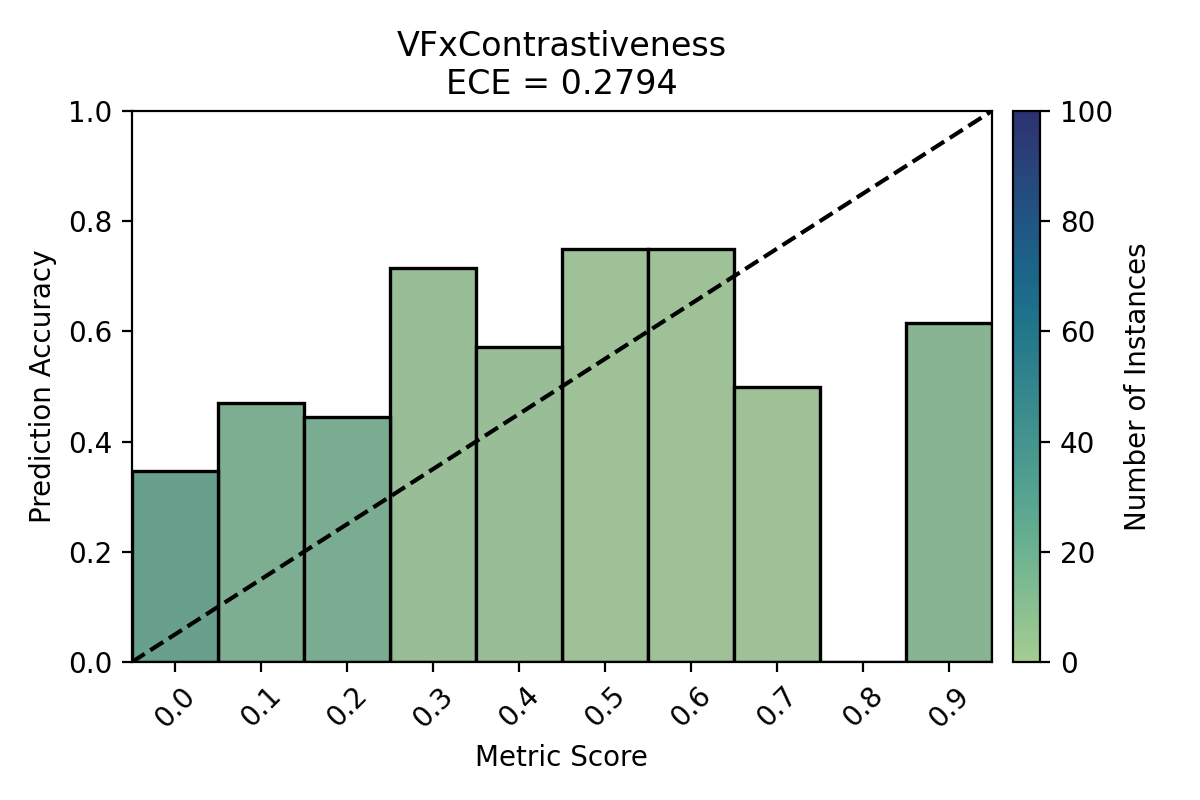 VFxContrastiveness
ECE = 0.2794
1.0
0.8
0.6
0.4
0.2
0.0
Prediction Accuracy
0.0 0.1 0.2 0.3 0.4 0.5 0.6 0.7 0.8 0.9
Metric Score
100
80
60
40
20
0
Number of Instances